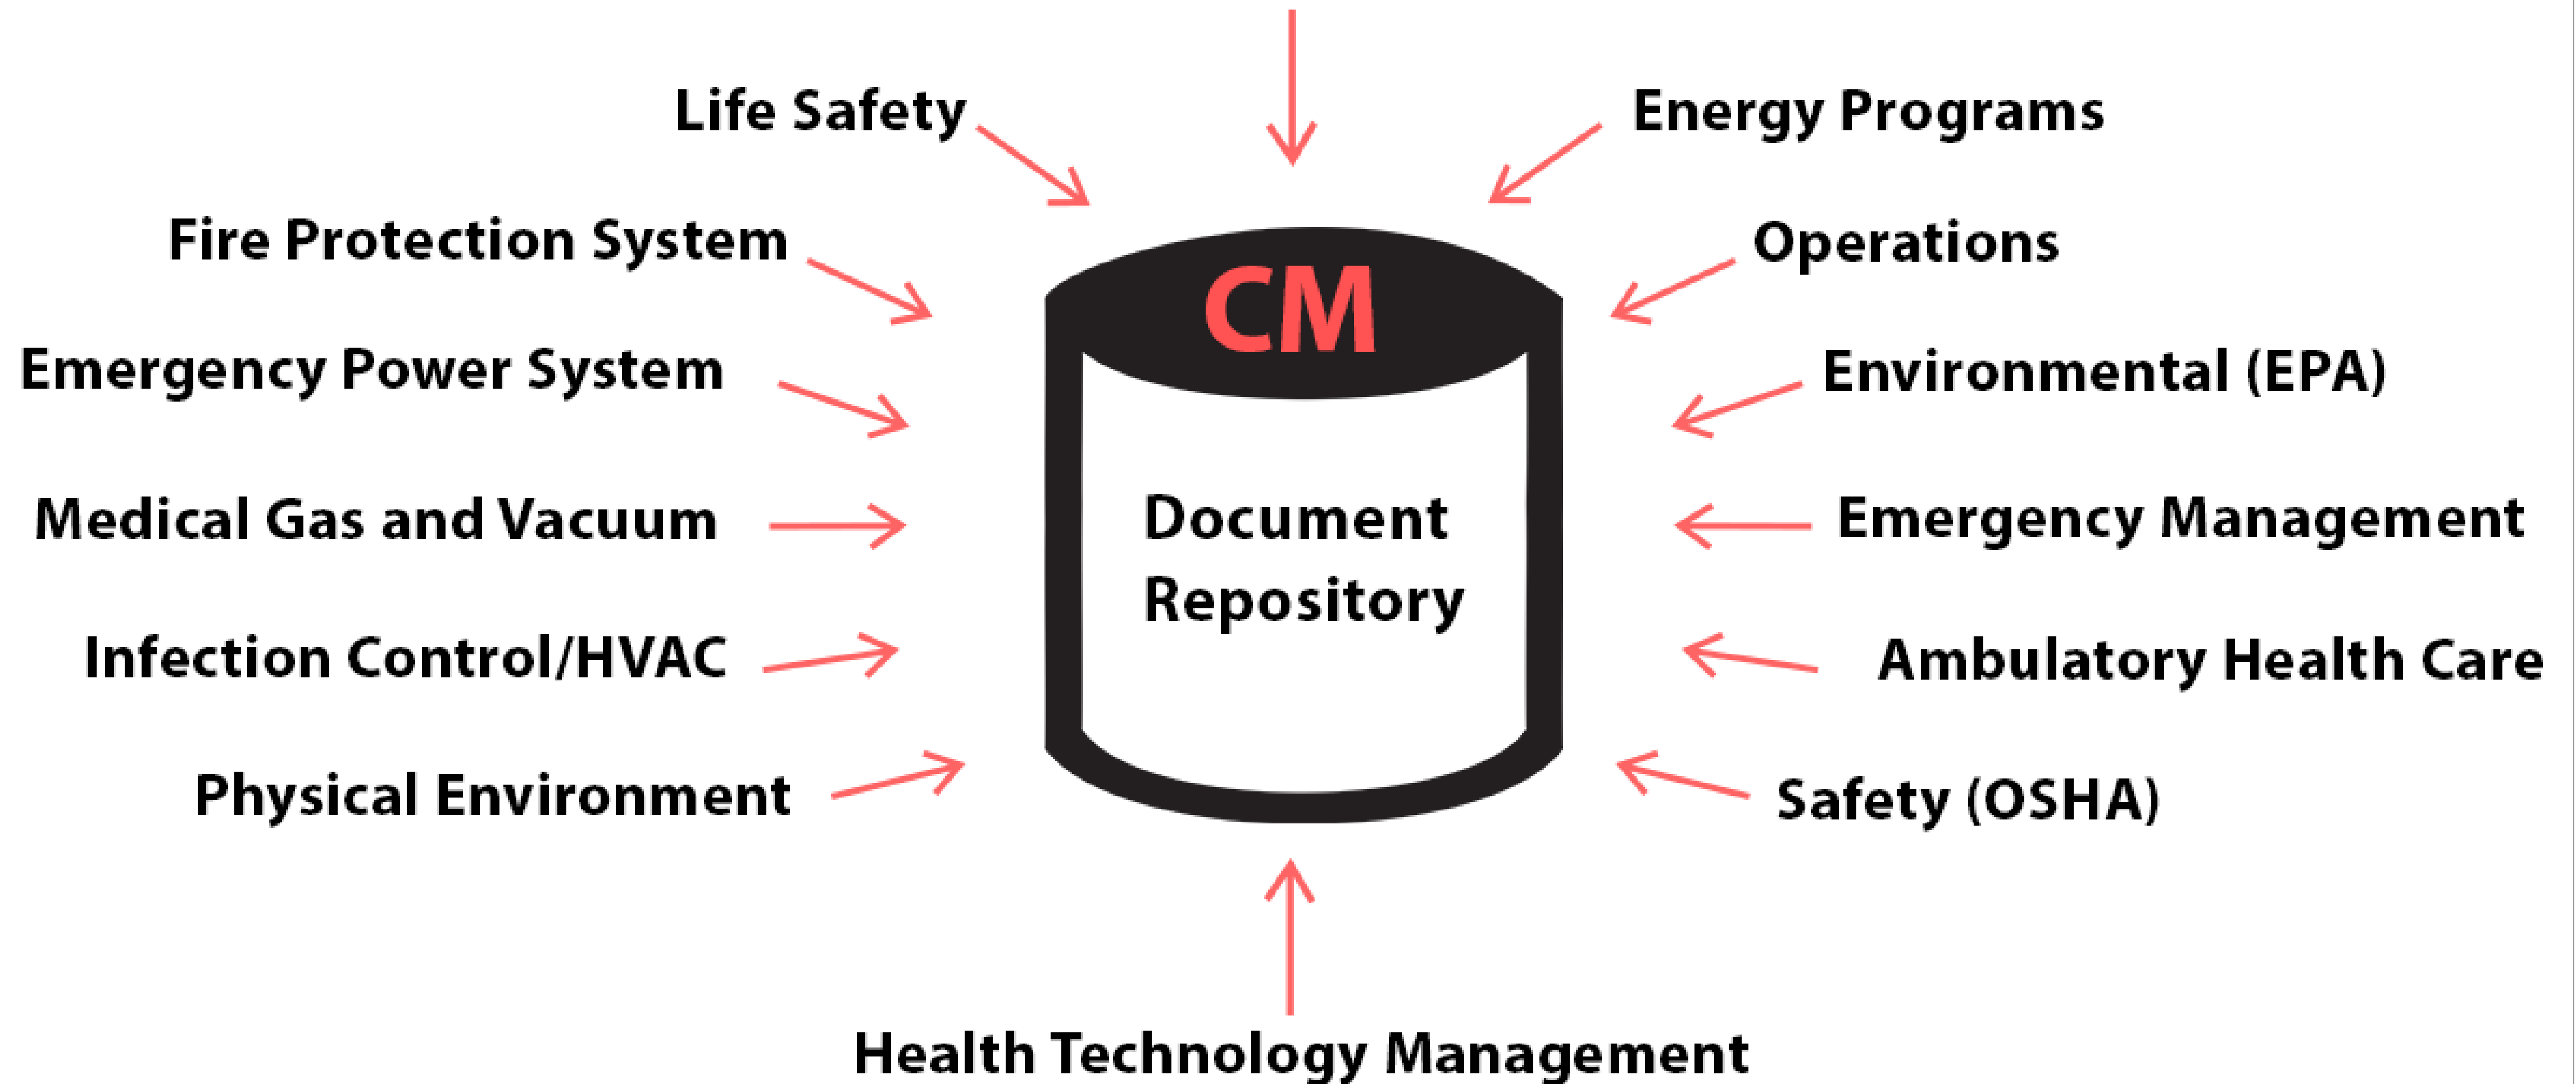 Life Safety
Energy Programs
Fire Protection System
CM
Operations
Emergency Power System
Environmental (EPA)
Medical Gas and Vacuum
Document
Repository
Emergency Management
Infection Control/HVAC
Ambulatory Health Care
Physical Environment
Safety (OSHA)
Health Technology Management